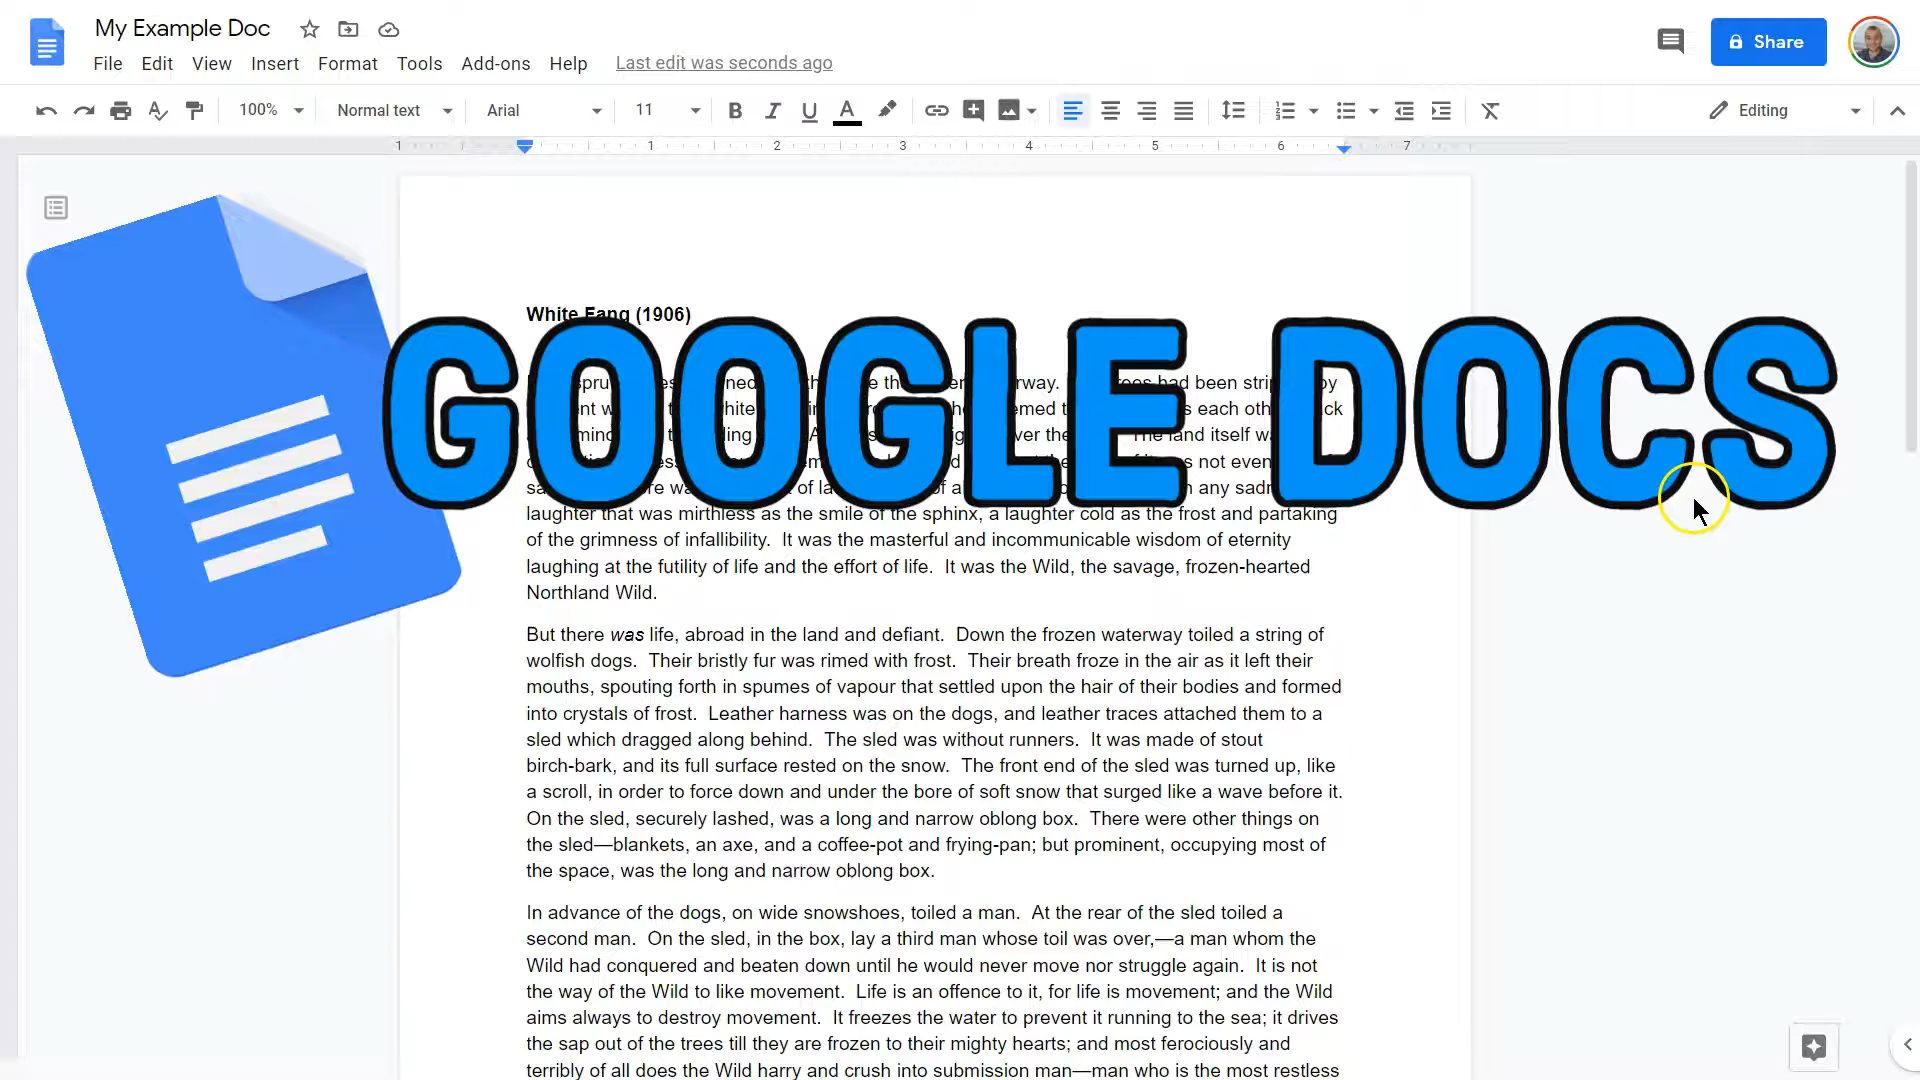 My Example Doc
File Edit View Insert Format Tools Add-ons Help Last edit was seconds ago
Share
100% Normal text Arial 11 Editing
1 1 2 3 4 5 6 7
White Fang (1906)
GOOGLE DOCS
had been
each
The land itself
not even
any
laughter that was mirthless as the smile of the sphinx, a laughter cold as the frost and partaking
of the grimness of infallibility. It was the masterful and incommunicable wisdom of eternity
laughing at the futility of life and the effort of life. It was the Wild, the savage, frozen-hearted
Northland Wild.
But there was life, abroad in the land and defiant. Down the frozen waterway toiled a string of
wolfish dogs. Their bristly fur was rimed with frost. Their breath froze in the air as it left their
mouths, spouting forth in spumes of vapour that settled upon the hair of their bodies and formed
into crystals of frost. Leather harness was on the dogs, and leather traces attached them to a
sled which dragged along behind. The sled was without runners. It was made of stout
birch-bark, and its full surface rested on the snow. The front end of the sled was turned up, like
a scroll, in order to force down and under the bore of soft snow that surged like a wave before it.
On the sled, securely lashed, was a long and narrow oblong box. There were other things on
the sled—blankets, an axe, and a coffee-pot and frying-pan; but prominent, occupying most of
the space, was the long and narrow oblong box.
In advance of the dogs, on wide snowshoes, toiled a man. At the rear of the sled toiled a
second man. On the sled, in the box, lay a third man whose toil was over,—a man whom the
Wild had conquered and beaten down until he would never move nor struggle again. It is not
the way of the Wild to like movement. Life is an offence to it, for life is movement; and the Wild
aims always to destroy movement. It freezes the water to prevent it running to the sea; it drives
the sap out of the trees till they are frozen to their mighty hearts; and most ferociously and
terribly of all does the Wild harry and crush into submission man—man who is the most restless